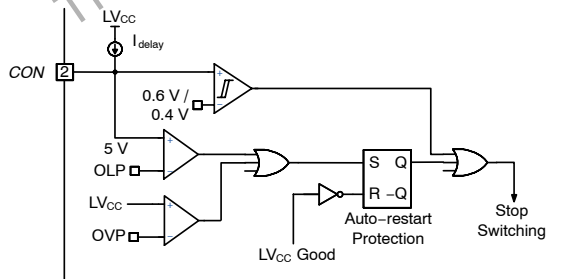 LVCC
Idelay
CON 2
+
0.6 V /
0.4 V
−
5 V
+
OLP
−
S Q
LVCC
+
R −Q
OVP
−
Auto−restart
Protection
LVCC Good
Stop
Switching